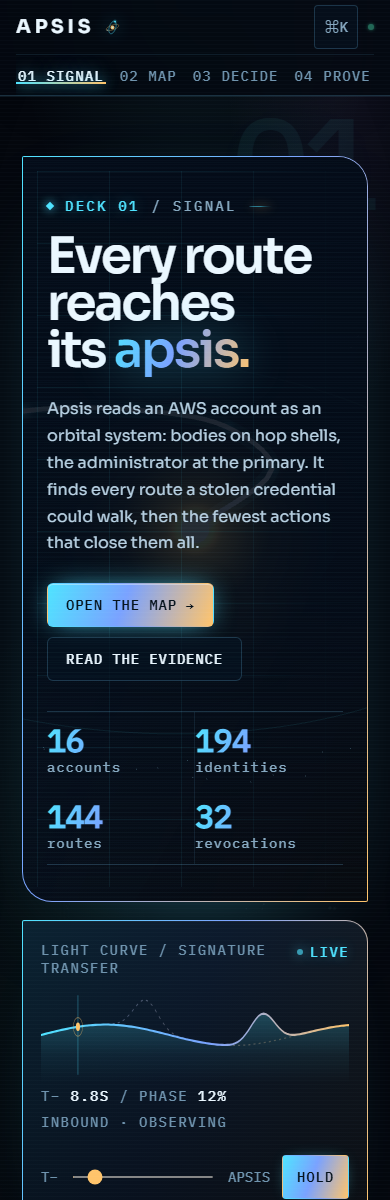 APSIS
⌘K
01 SIGNAL 02 MAP 03 DECIDE 04 PROVE
01
DECK 01 / SIGNAL
Every route
reaches
its apsis.
Apsis reads an AWS account as an
orbital system: bodies on hop shells,
the administrator at the primary. It
finds every route a stolen credential
could walk, then the fewest actions
that close them all.
OPEN THE MAP →
READ THE EVIDENCE
16 194
accounts identities
144 32
routes revocations
LIGHT CURVE / SIGNATURE
TRANSFER
LIVE
T− 8.8S / PHASE 12%
INBOUND · OBSERVING
T− APSIS HOLD